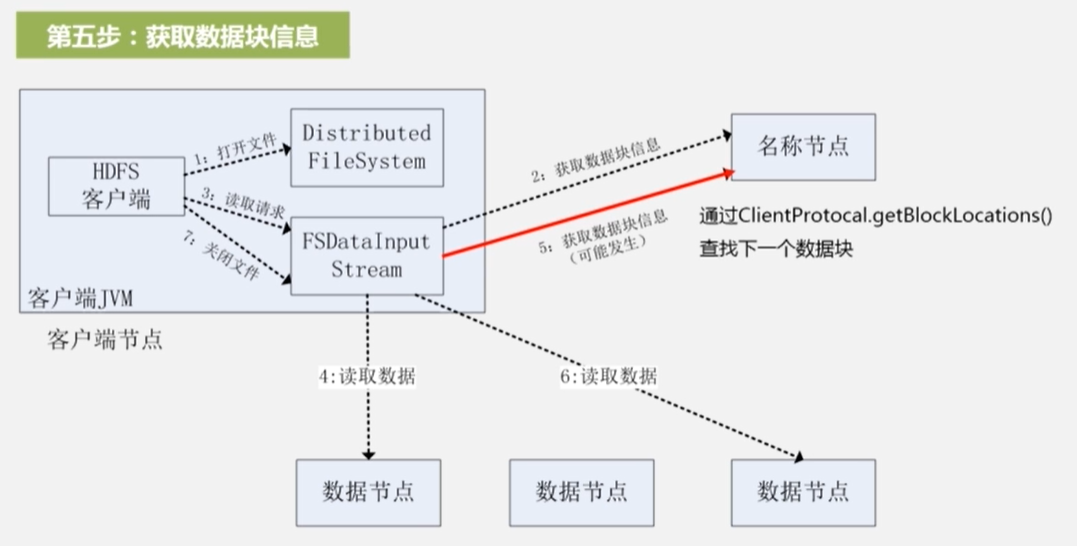 第五步：获取数据块信息
HDFS
客户端
1：打开文件
Distributed
FileSystem
3：读取请求
7：关闭文件
FSDataInput
Stream
客户端JVM
客户端节点
2：获取数据块信息
5：获取数据块信息
（可能发生）
名称节点
通过ClientProtocal.getBlockLocations()
查找下一个数据块
4:读取数据
6:读取数据
数据节点
数据节点
数据节点